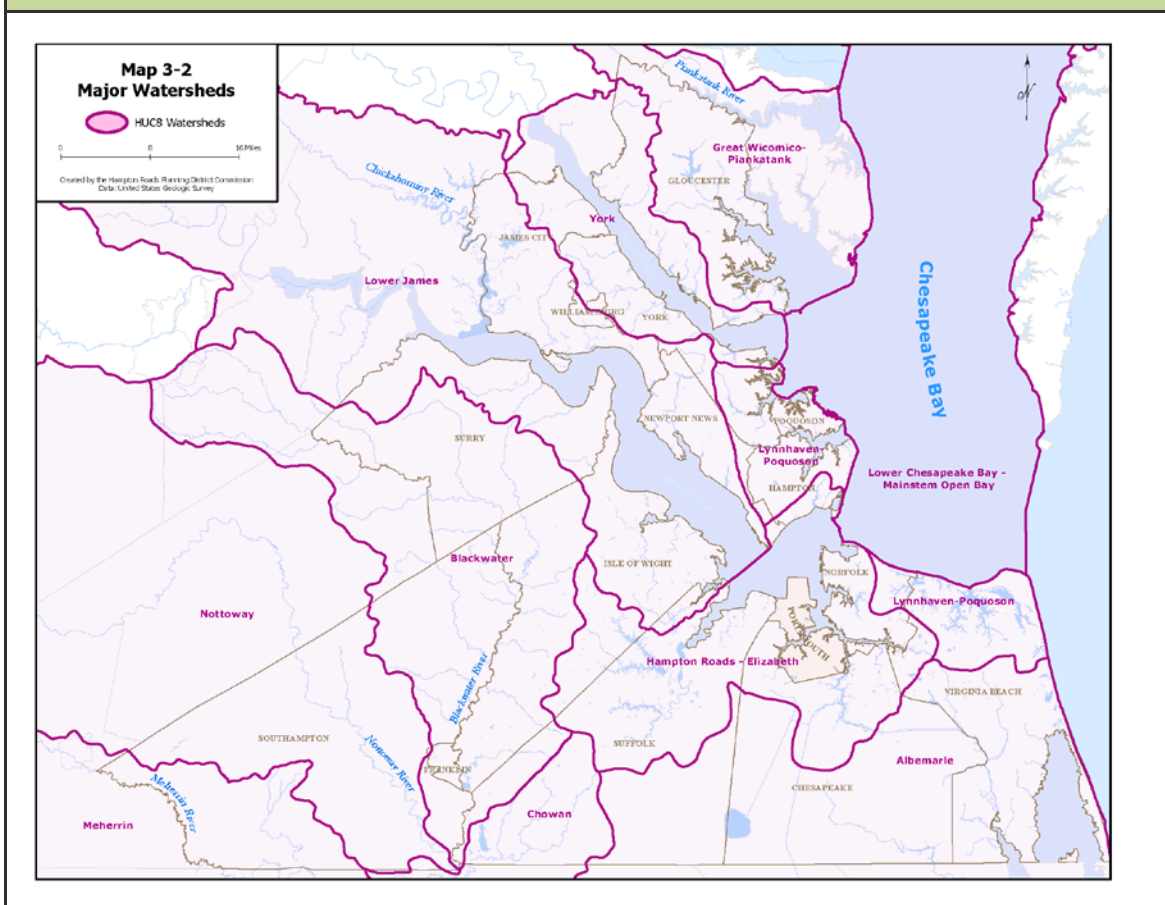 Map 3-2
Major Watersheds
HUC8 Watersheds
0 8 16 Miles
Created by the Hampton Roads Planning District Commission
Data: United States Geologic Survey
N
Piankatank River
Great Wicomico-
Piankatank
Chickahominy River
GLOUCESTER
York
JAMES CIT
Lower James
Chesapeake Bay
WILLIAMSBURG
YORK
NEWPORT NEWS
POQUOSON
SURRY
Lynnhaven-
Poquoson
Lower Chesapeake Bay -
Mainstem Open Bay
HAMPTON
Blackwater
ISLE OF WIGHT
NORFOLK
Lynnhaven-Poquoson
Nottoway
PORTSMOUTH
Hampton Roads - Elizabeth
Blackwater River
VIRGINIA BEACH
SOUTHAMPTON
Nottoway River
SUFFOLK
Albemarle
FRANKLIN
Meherrin River
CHESAPEAKE
Chowan
Meherrin